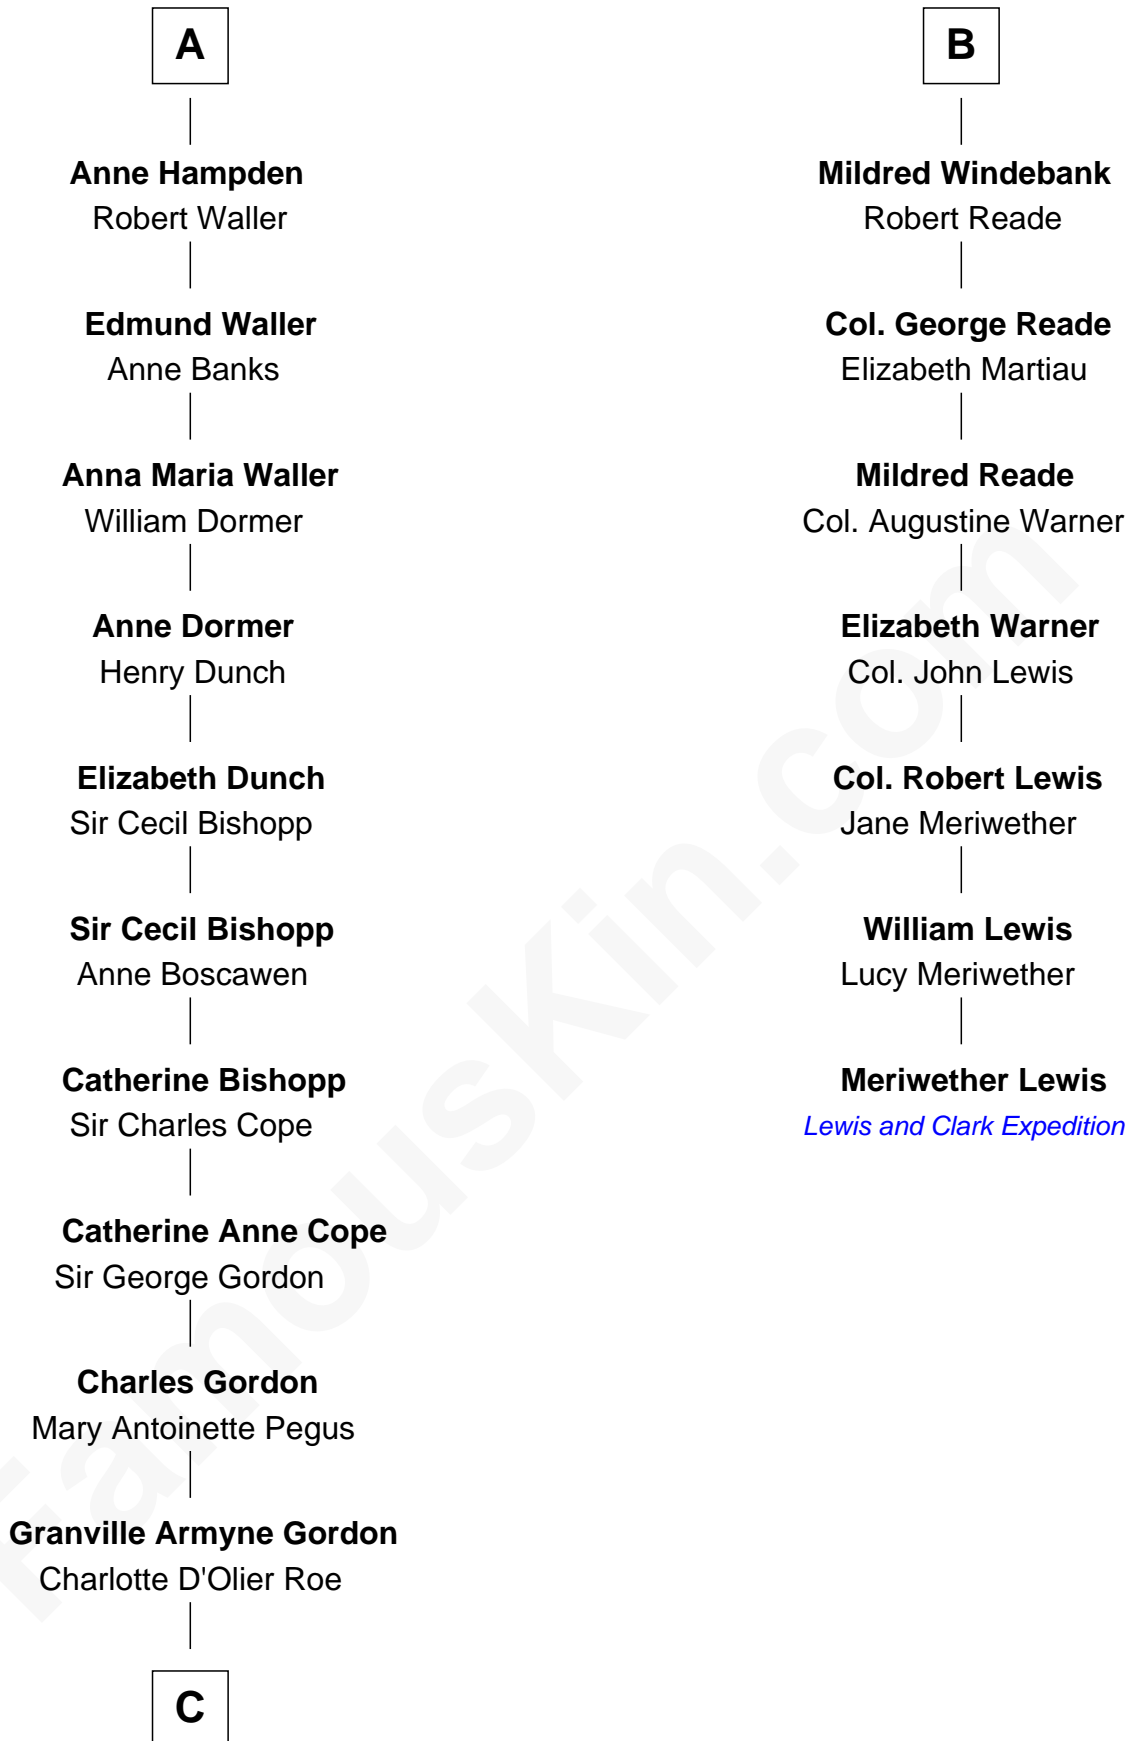 A
Anne Hampden
Robert Waller
Edmund Waller
Anne Banks
Anna Maria Waller
William Dormer
Anne Dormer
Henry Dunch
Elizabeth Dunch
Sir Cecil Bishopp
Sir Cecil Bishopp
Anne Boscawen
Catherine Bishopp
Sir Charles Cope
Catherine Anne Cope
Sir George Gordon
Charles Gordon
Mary Antoinette Pegus
Granville Armyne Gordon
Charlotte D'Olier Roe
C
B
Mildred Windebank
Robert Reade
Col. George Reade
Elizabeth Martiau
Mildred Reade
Col. Augustine Warner
Elizabeth Warner
Col. John Lewis
Col. Robert Lewis
Jane Meriwether
William Lewis
Lucy Meriwether
Meriwether Lewis
Lewis and Clark Expedition
FamousKin.com